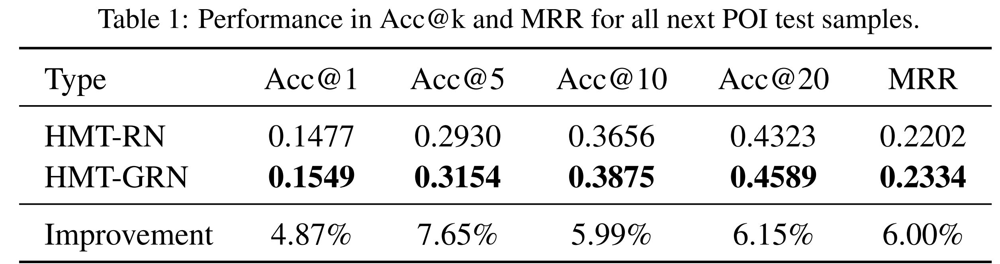 Table 1: Performance in Acc@k and MRR for all next POI test samples.
Type Acc@1 Acc@5 Acc@10 Acc@20 MRR
HMT-RN 0.1477 0.2930 0.3656 0.4323 0.2202
HMT-GRN 0.1549 0.3154 0.3875 0.4589 0.2334
Improvement 4.87% 7.65% 5.99% 6.15% 6.00%